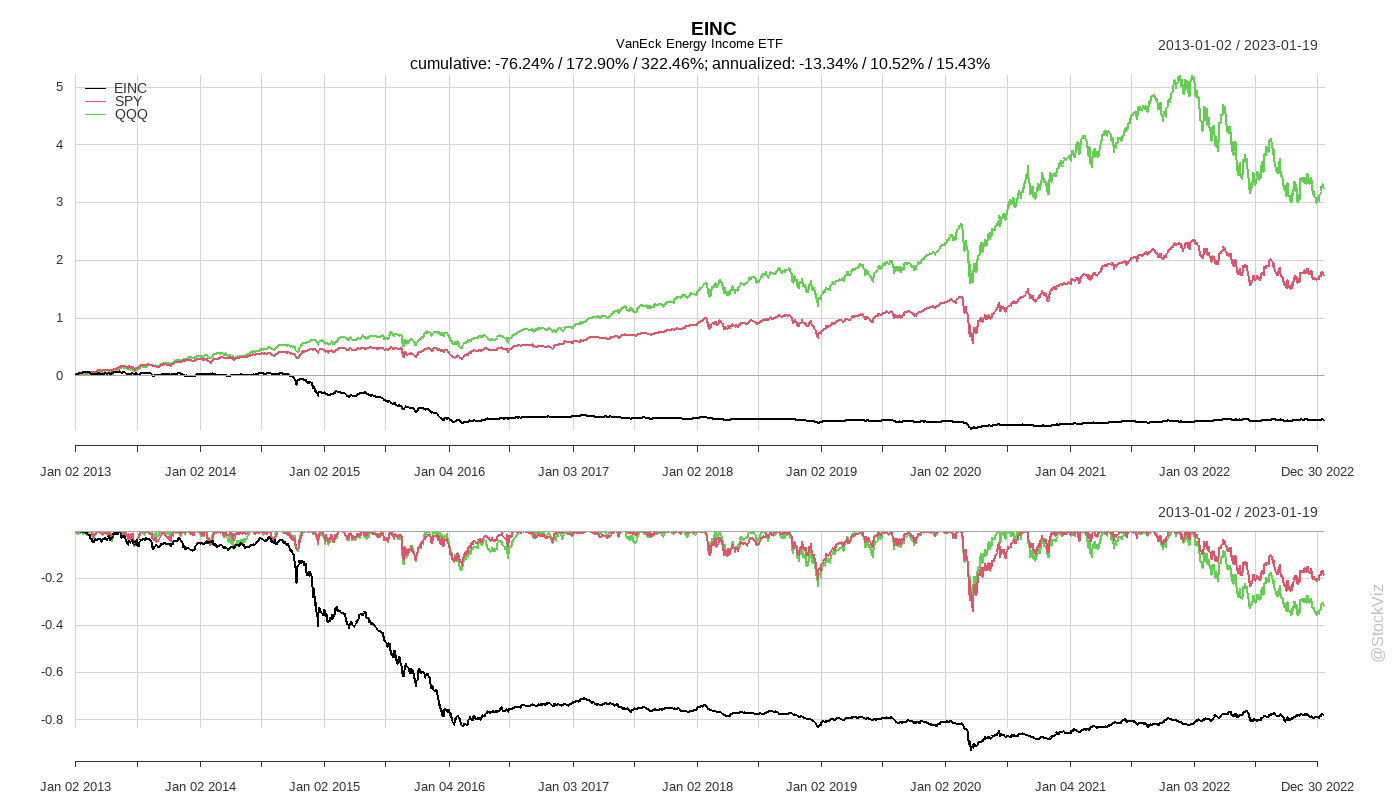 EINC
VanEck Energy Income ETF
2013-01-02 / 2023-01-19
cumulative: -76.24% / 172.90% / 322.46%; annualized: -13.34% / 10.52% / 15.43%
EINC
SPY
QQQ
5
4
3
2
1
0
Jan 02 2013 Jan 02 2014 Jan 02 2015 Jan 04 2016 Jan 03 2017 Jan 02 2018 Jan 02 2019 Jan 02 2020 Jan 04 2021 Jan 03 2022 Dec 30 2022
2013-01-02 / 2023-01-19
-0.2
-0.4
-0.6
-0.8
Jan 02 2013 Jan 02 2014 Jan 02 2015 Jan 04 2016 Jan 03 2017 Jan 02 2018 Jan 02 2019 Jan 02 2020 Jan 04 2021 Jan 03 2022 Dec 30 2022
@StockViz